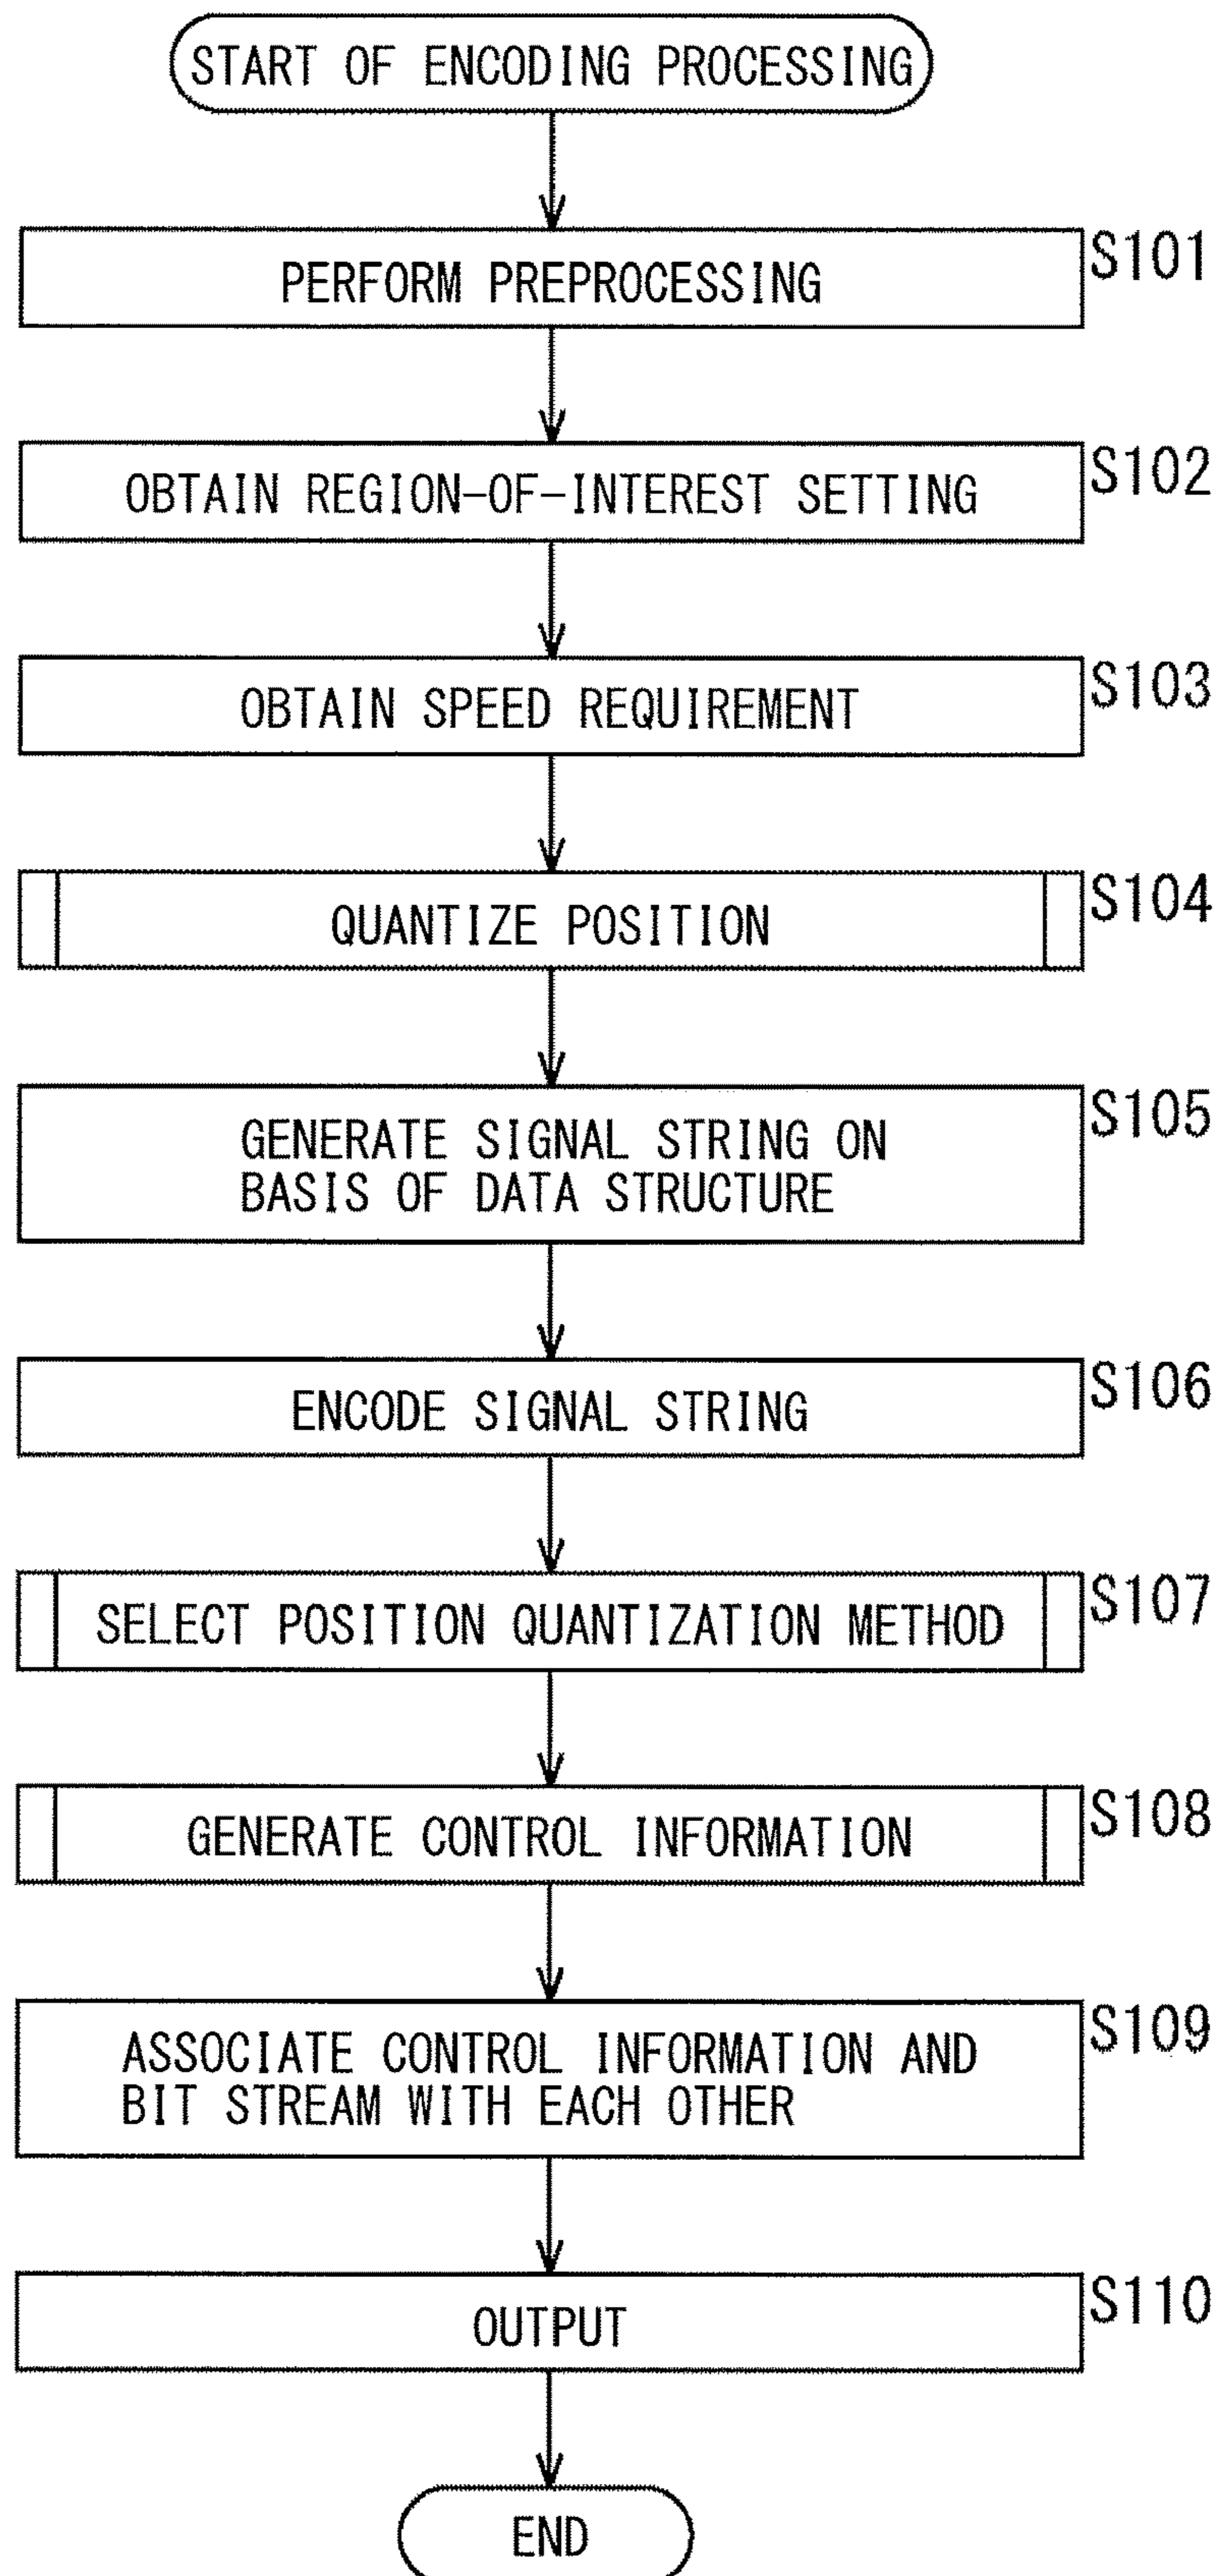 START OF ENCODING PROCESSING
PERFORM PREPROCESSING
S101
OBTAIN REGION-OF-INTEREST SETTING
S102
OBTAIN SPEED REQUIREMENT
S103
QUANTIZE POSITION
S104
GENERATE SIGNAL STRING ON
BASIS OF DATA STRUCTURE
S105
ENCODE SIGNAL STRING
S106
SELECT POSITION QUANTIZATION METHOD
S107
GENERATE CONTROL INFORMATION
S108
ASSOCIATE CONTROL INFORMATION AND
BIT STREAM WITH EACH OTHER
S109
OUTPUT
S110
END